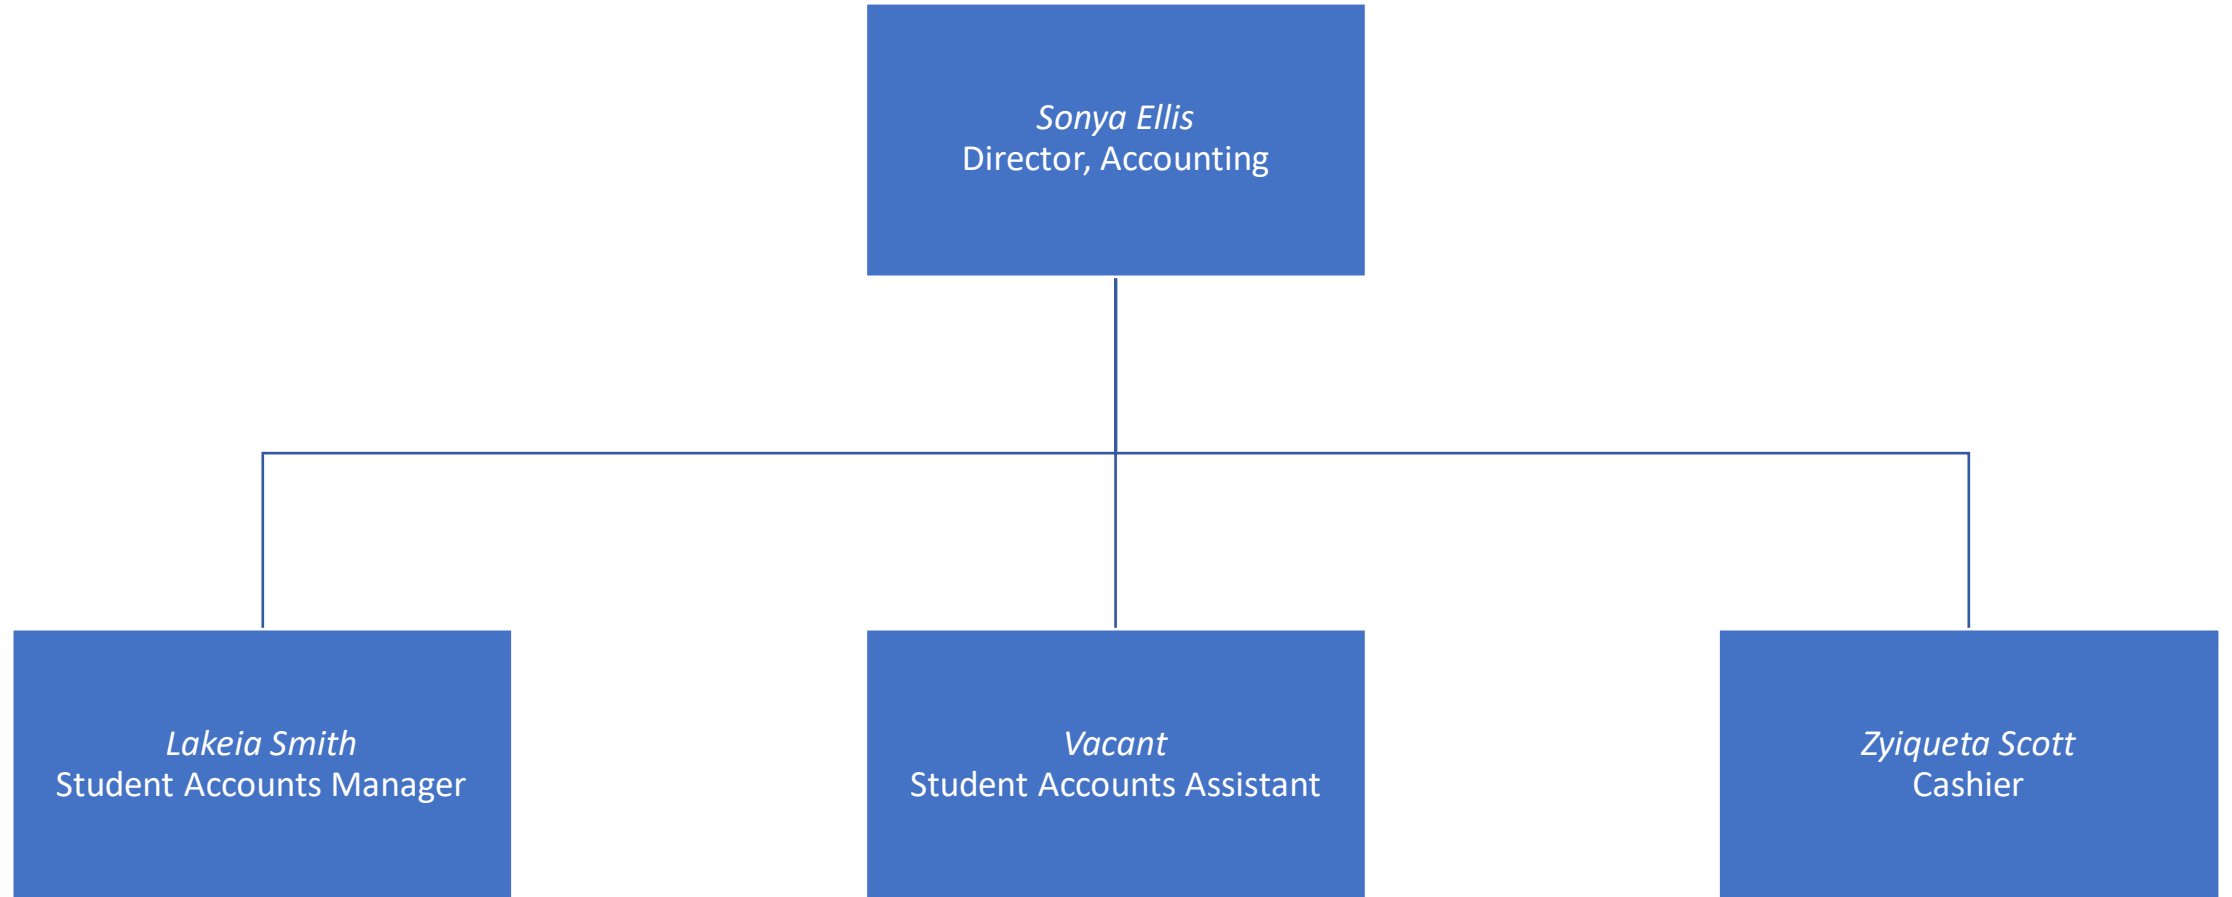 Sonya Ellis
Director, Accounting
Lakeia Smith
Student Accounts Manager
Vacant
Student Accounts Assistant
Zyiqueta Scott
Cashier